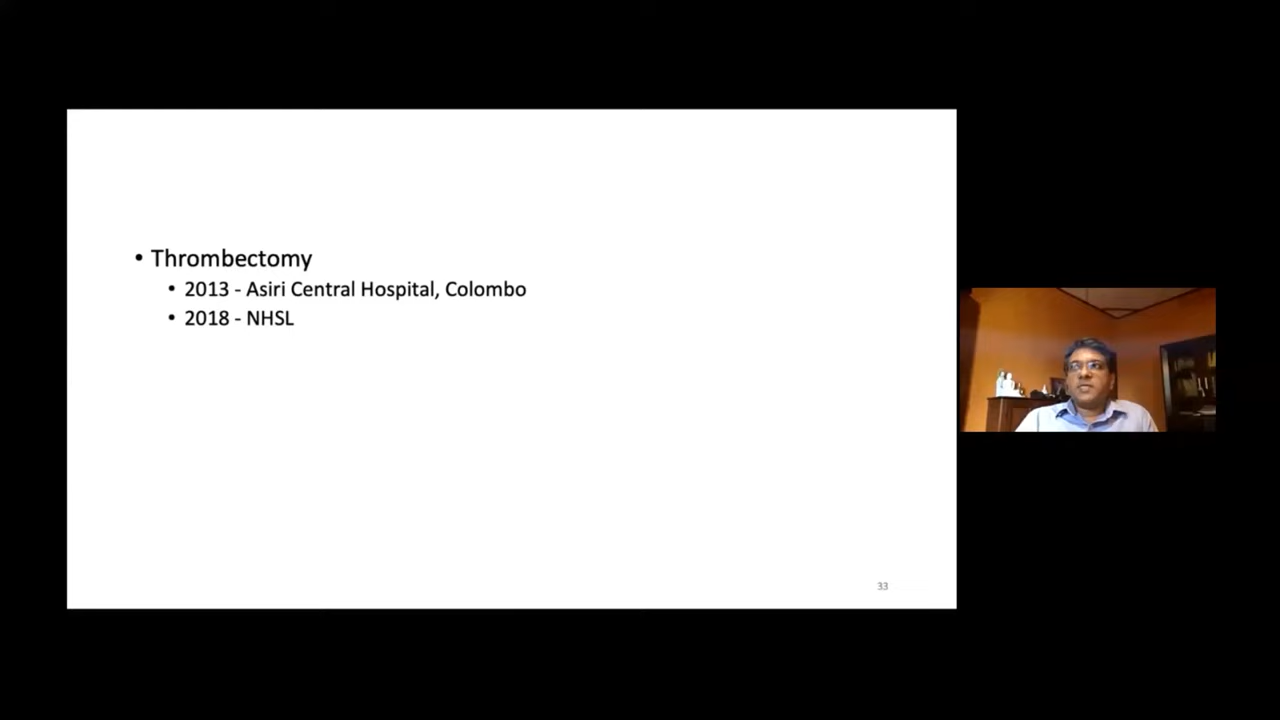 • Thrombectomy
• 2013 - Asiri Central Hospital, Colombo
• 2018 - NHSL
33